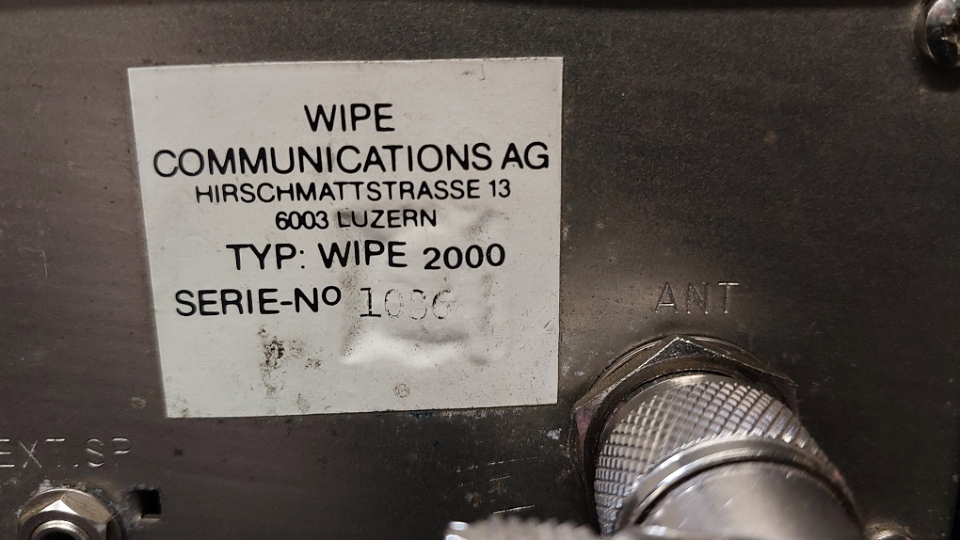 WIPE
COMMUNICATIONS AG
HIRSCHMATTSTRASSE 13
6003 LUZERN
TYP: WIPE 2000
SERIE-Nº
ANT
EXT.SP